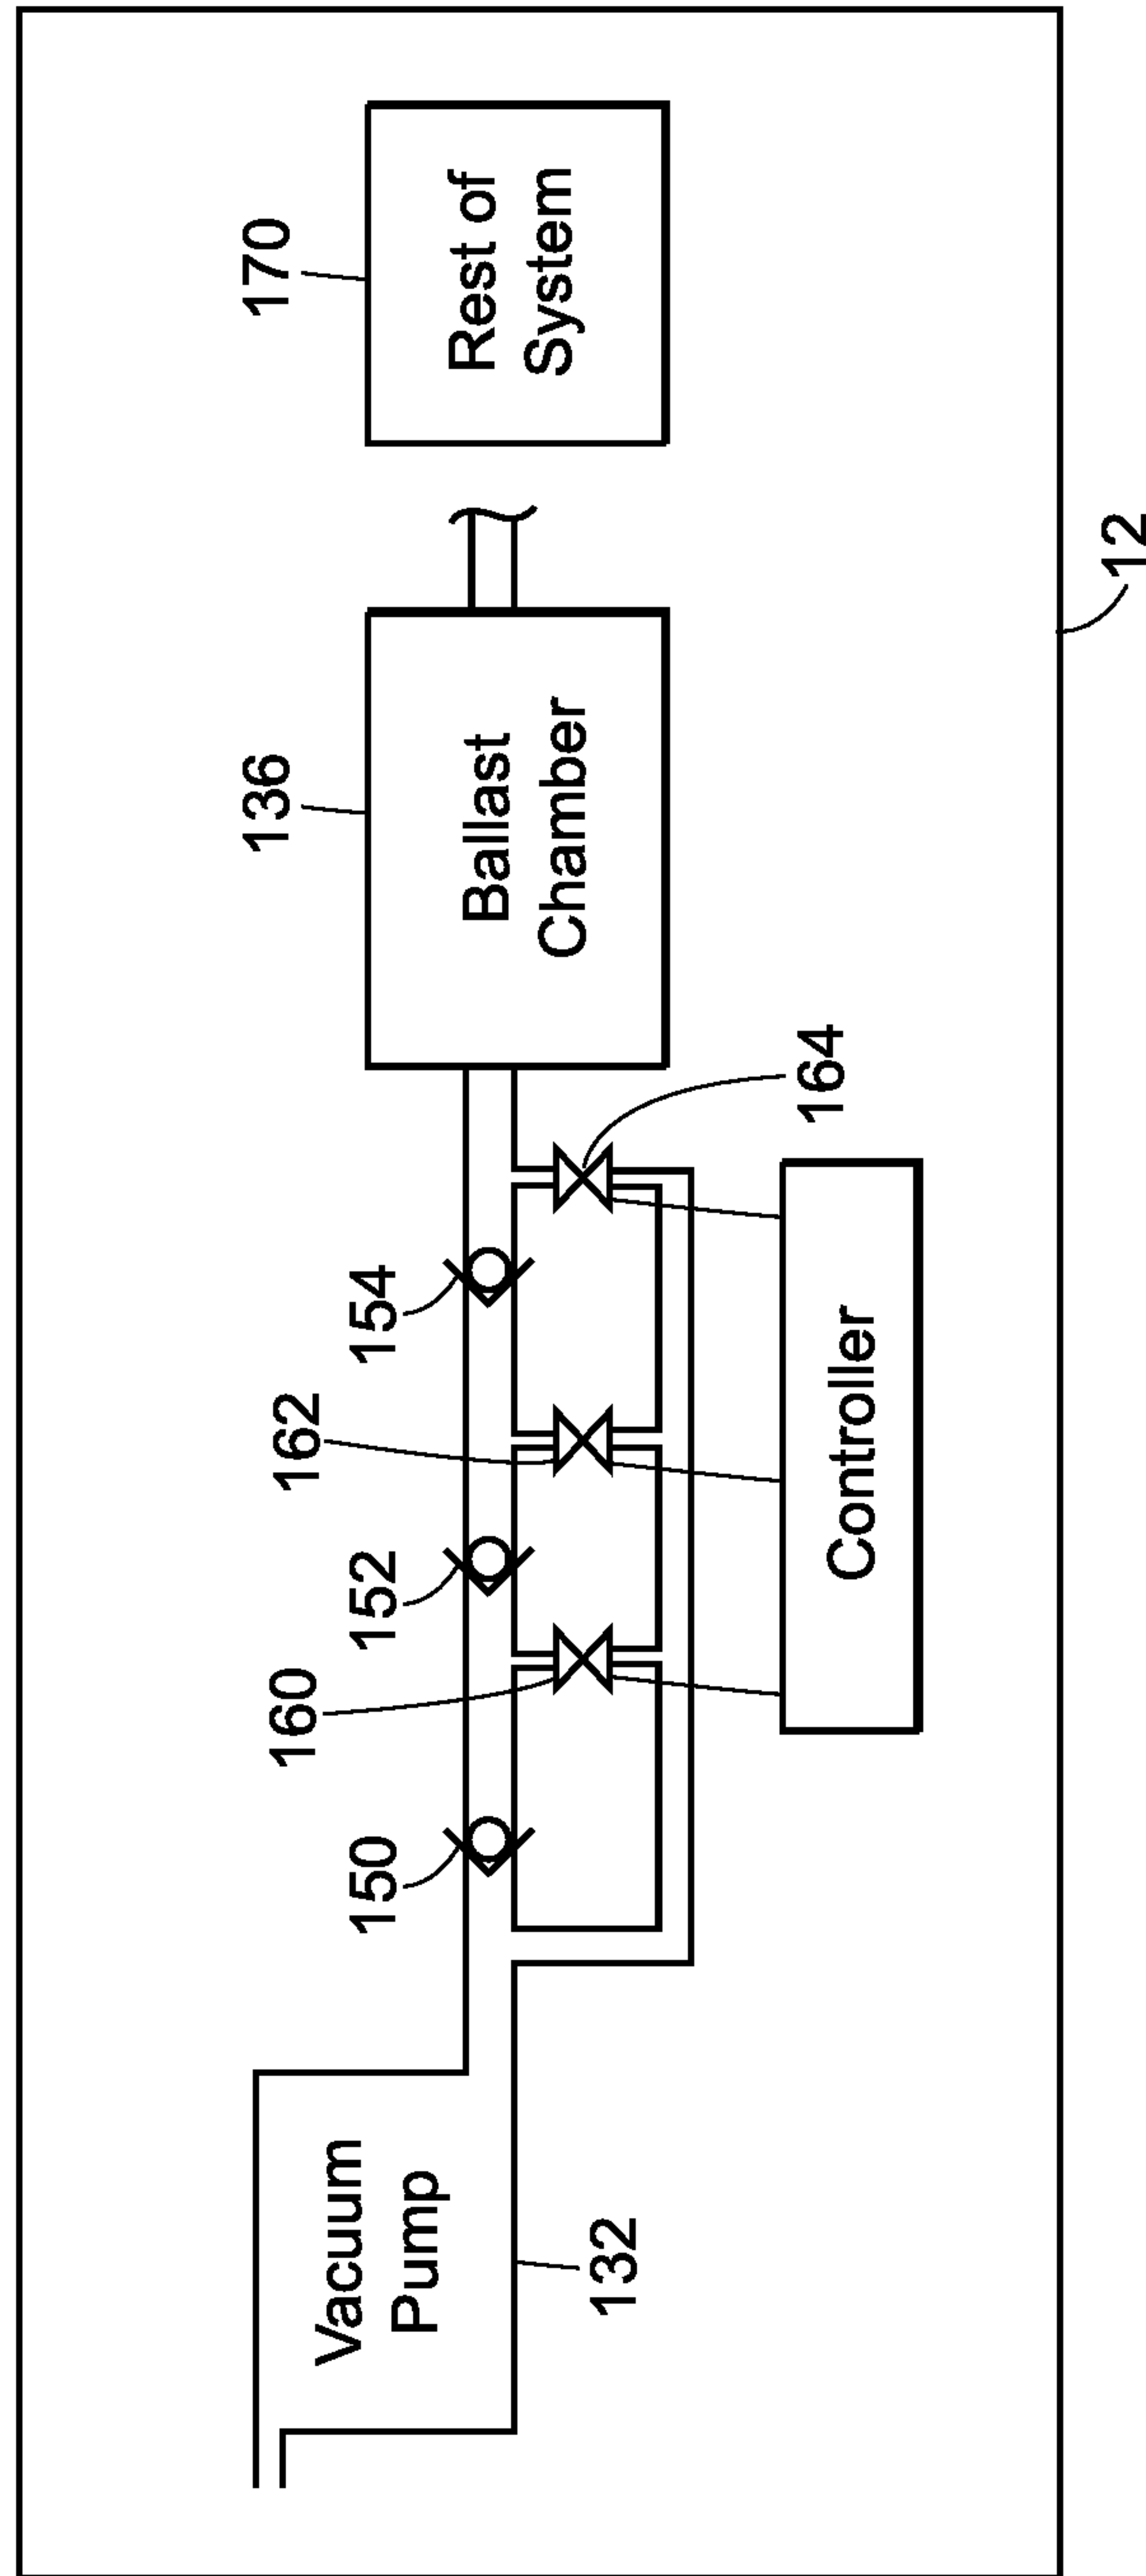 Vacuum
Pump
132
150
160
152
162
154
164
Controller
136
Ballast
Chamber
170
Rest of
System
12